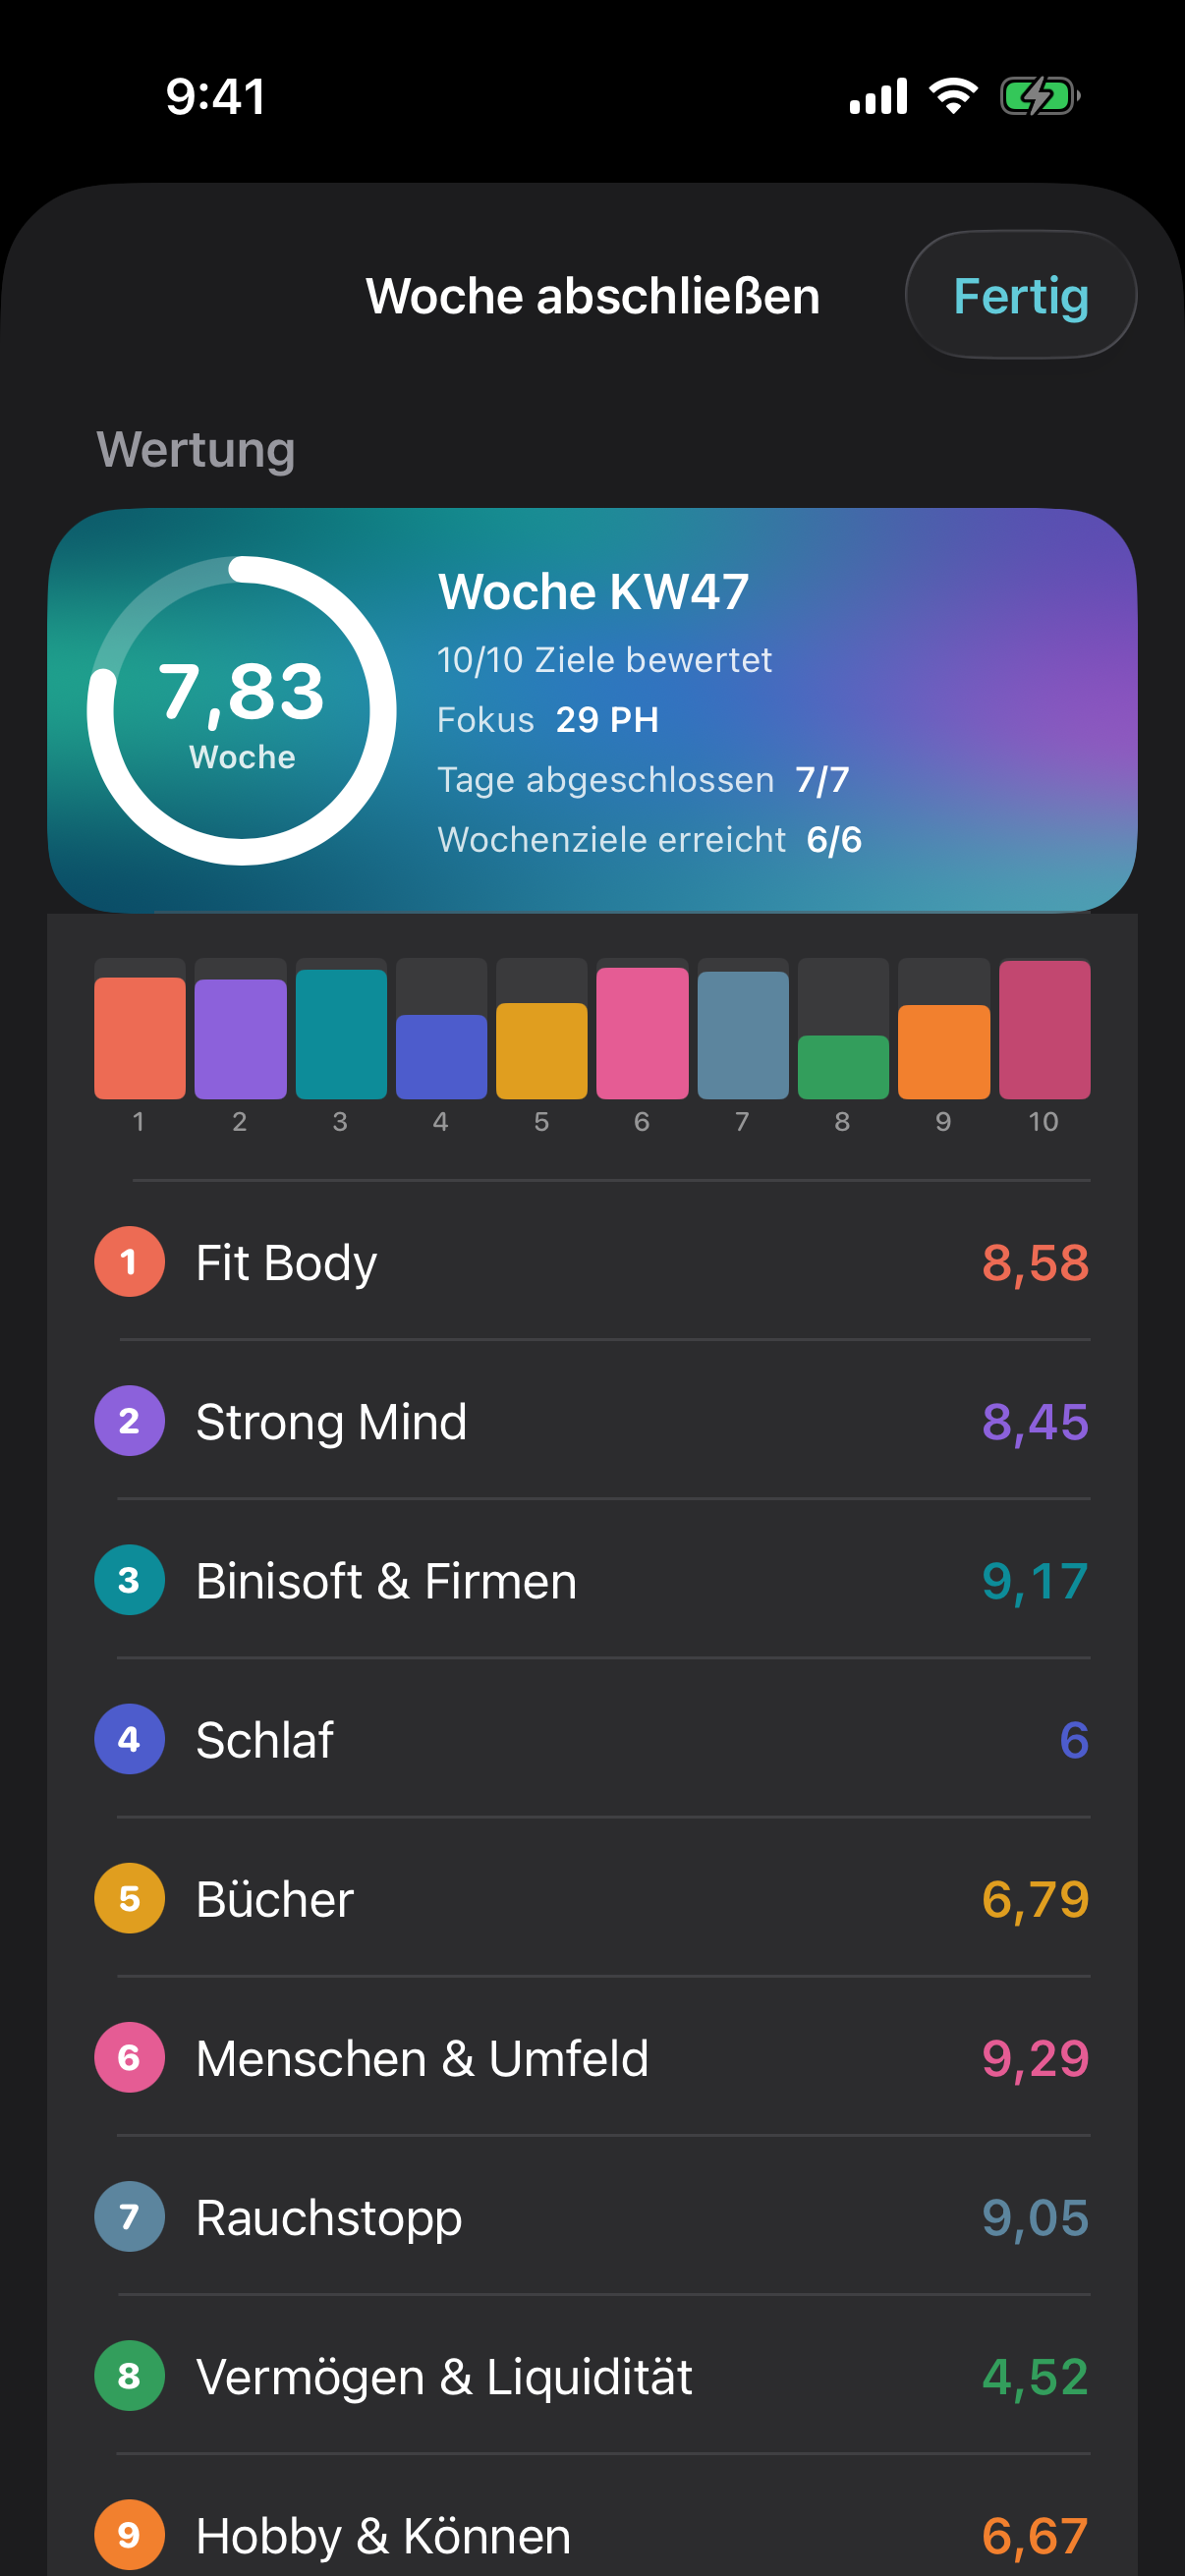 9:41
Woche abschließen
Fertig
Wertung
7,83
Woche
Woche KW47
10/10 Ziele bewertet
Fokus 29 PH
Tage abgeschlossen 7/7
Wochenziele erreicht 6/6
1 2 3 4 5 6 7 8 9 10
1 Fit Body 8,58
2 Strong Mind 8,45
3 Binisoft & Firmen 9,17
4 Schlaf 6
5 Bücher 6,79
6 Menschen & Umfeld 9,29
7 Rauchstopp 9,05
8 Vermögen & Liquidität 4,52
9 Hobby & Können 6,67